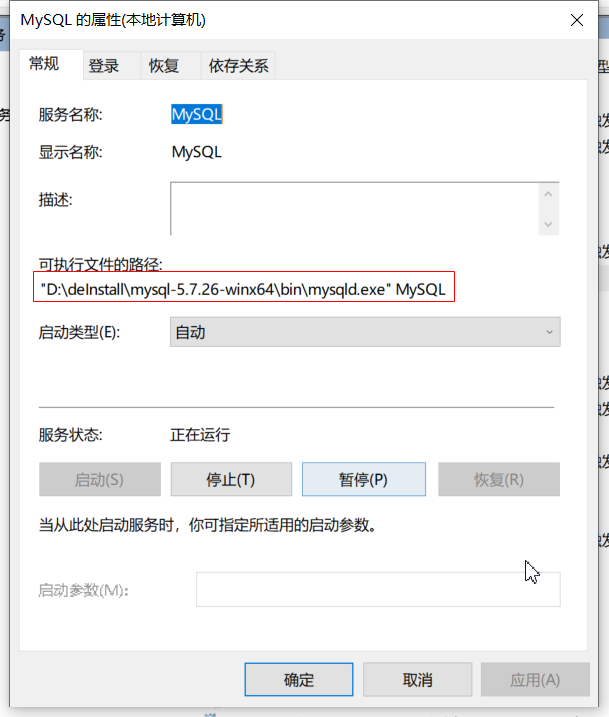 MySQL 的属性(本地计算机)
常规 登录 恢复 依存关系
服务名称: MySQL
显示名称: MySQL
描述:
可执行文件的路径:
"D:\deInstall\mysql-5.7.26-winx64\bin\mysqld.exe" MySQL
启动类型(E): 自动
服务状态: 正在运行
启动(S) 停止(T) 暂停(P) 恢复(R)
当从此处启动服务时，你可指定所适用的启动参数。
启动参数(M):
确定 取消 应用(A)